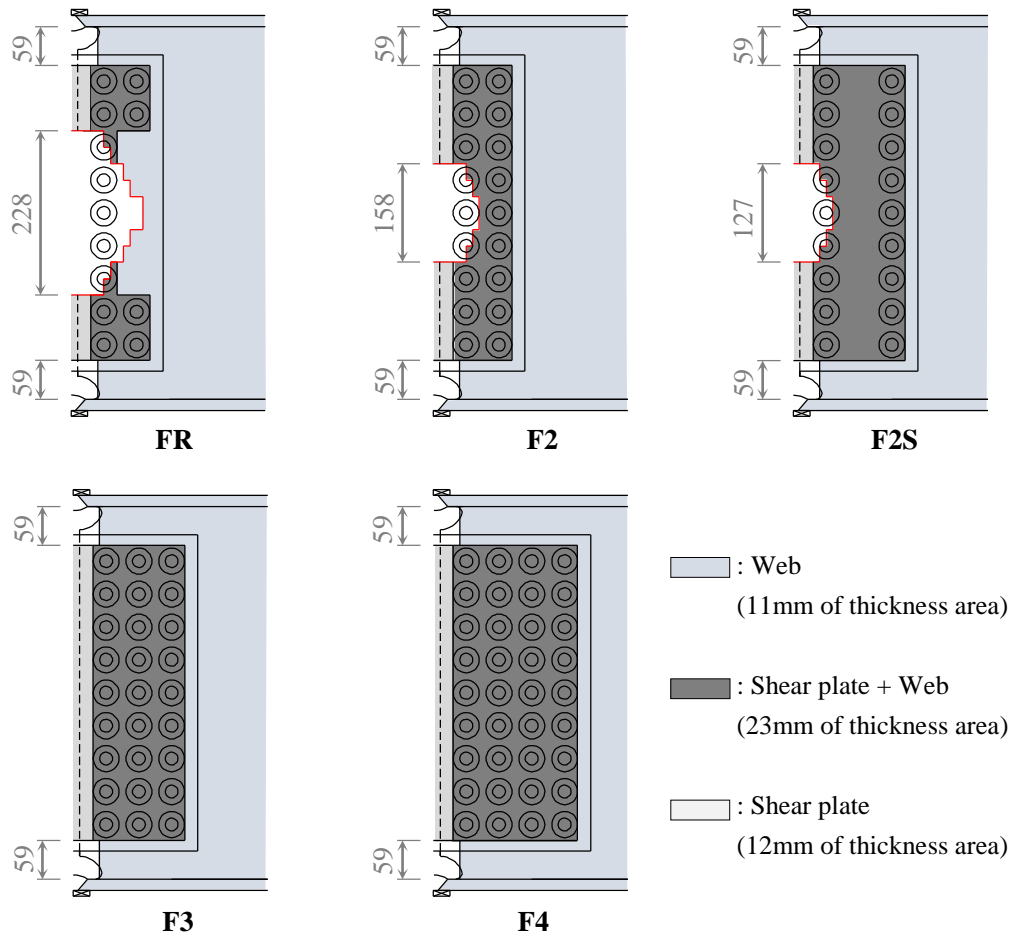 59
228
59
FR
59
158
59
F2
59
127
59
F2S
59
59
F3
59
59
F4
: Web
(11mm of thickness area)
: Shear plate + Web
(23mm of thickness area)
: Shear plate
(12mm of thickness area)